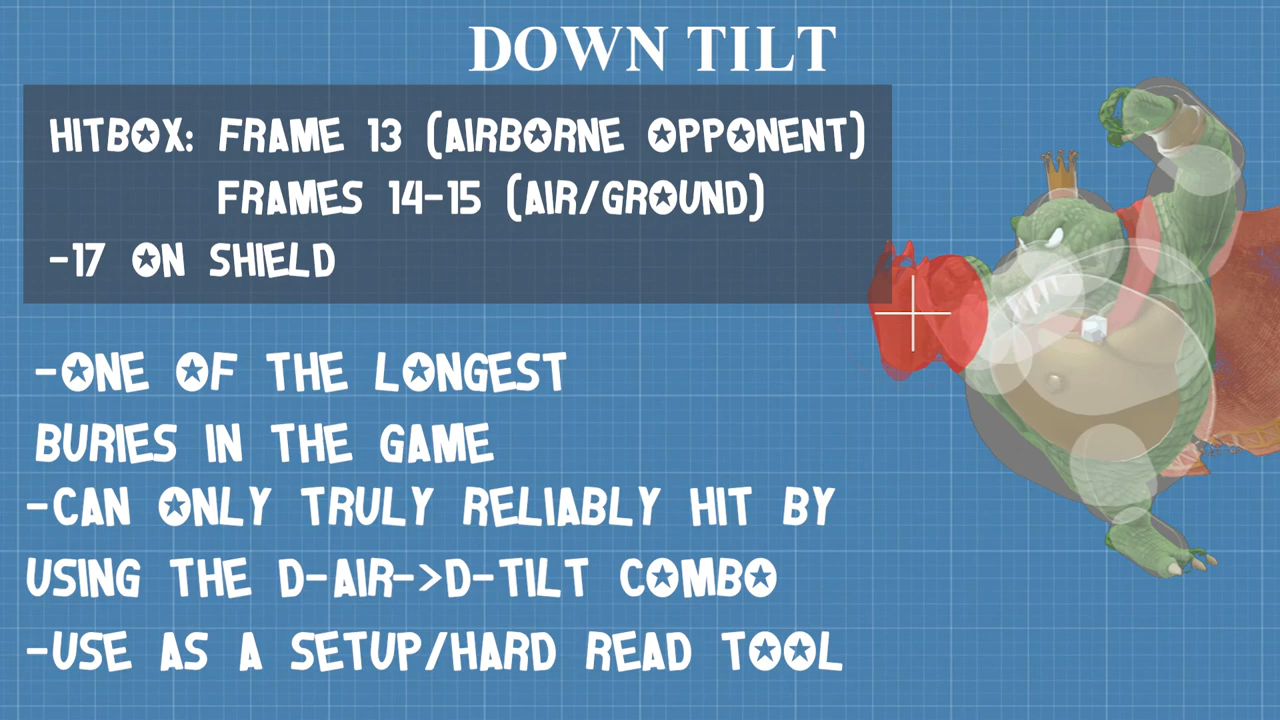 DOWN TILT
HITBOX: FRAME 13 (AIRBORNE OPPONENT)
FRAMES 14-15 (AIR/GROUND)
-17 ON SHIELD
-ONE OF THE LONGEST
BURIES IN THE GAME
-CAN ONLY TRULY RELIABLY HIT BY
USING THE D-AIR->D-TILT COMBO
-USE AS A SETUP/HARD READ TOOL